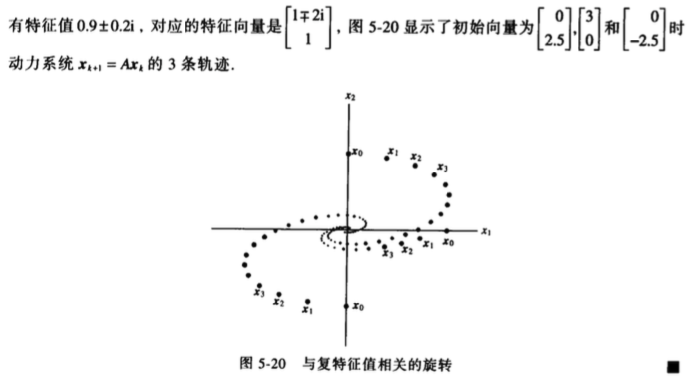 有特征值0.9±0.2i，对应的特征向量是[1∓2i 1]，图 5-20 显示了初始向量为[0 2.5],[3 0]和[0 -2.5]时
动力系统 xₖ₊₁ = Axₖ 的 3 条轨迹.
x₂
x₀ x₁ x₂ x₃
x₁
x₃ x₂ x₁ x₀
x₃ x₂ x₁ x₀
图 5-20 与复特征值相关的旋转